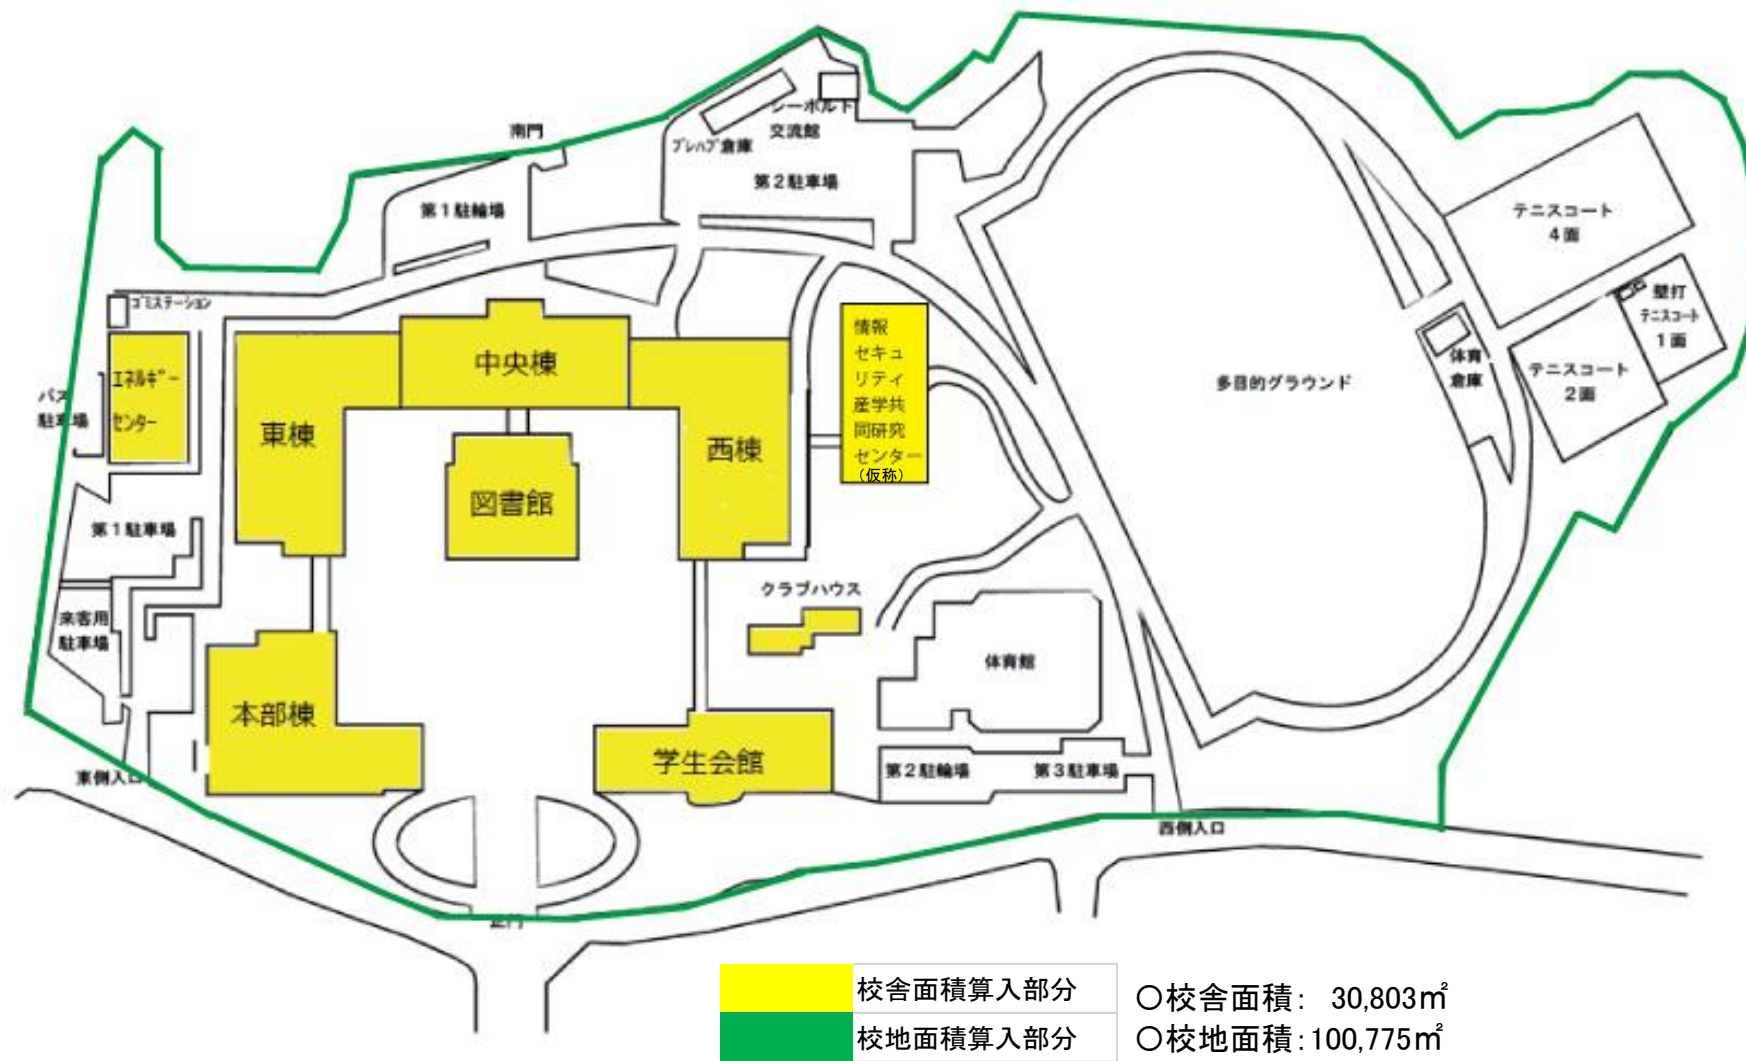 南門
シーボルト
交流館
プレハブ倉庫
第2駐車場
第1駐輪場
テニスコート
4面
ゴミステーション
壁打
テニスコート
1面
情報
セキュ
リティ
産学共
同研究
センター
(仮称)
中央棟
体育
倉庫
テニスコート
2面
エネルギー
センター
バス
駐車場
多目的グラウンド
東棟
西棟
図書館
第1駐車場
クラブハウス
来客用
駐車場
体育館
本部棟
学生会館
第2駐輪場
第3駐車場
東側入口
西側入口
正門
校舎面積算入部分
〇校舎面積: 30,803㎡
校地面積算入部分
〇校地面積:100,775㎡